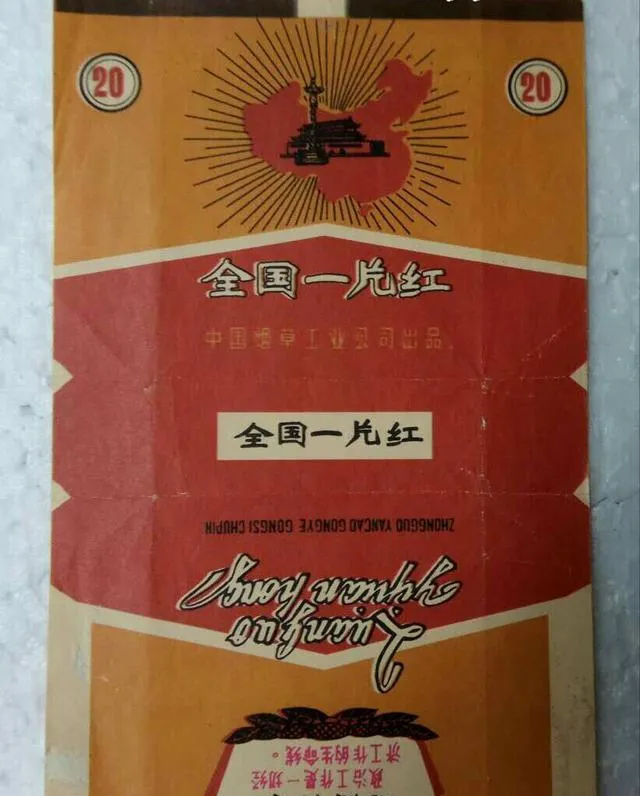 20 20
全国一片红
中国烟草工业公司出品。
全国一片红
政治工作是一切经
济工作的生命线。
Quanguo
Yipian hong
ZHONGGUO YANCAO GONGYE GONGSI CHUPIN